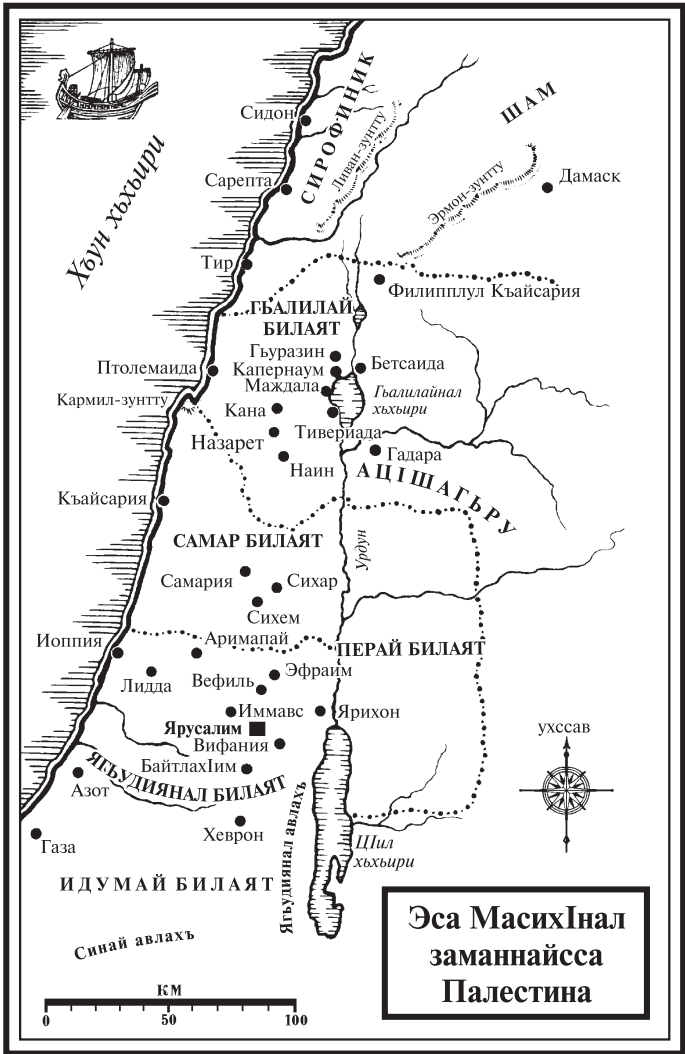 СИРОФИНИК
ШАМ
Сидон
Ливан-зунтту
Сарепта
Дамаск
Эрмон-зунтту
Хъун хьхьири
Тир
Филипплул Къайсария
ГЬАЛИЛАЙ
БИЛАЯТ
Гьуразин
Птолемаида
Капернаум
Бетсаида
Маждала
Кармил-зунтту
Гьалилайнал
хьхьири
Кана
Тивериада
Назарет
Гадара
Наин
АЦІШАГЬРУ
Къайсария
САМАР БИЛАЯТ
Урдун
Самария
Сихар
Сихем
Иоппия
Аримапай
ПЕРАЙ БИЛАЯТ
Эфраим
Лидда
Вефиль
Иммавс
Ярихон
Ярусалим
ухссав
Вифания
БайтлахІим
ЯГЬУДИЯНАЛ БИЛАЯТ
Азот
Хеврон
Газа
Ягьудиянал авлахъ
ЦІил
хьхьири
ИДУМАЙ БИЛАЯТ
Синай авлахъ
Эса МасихІнал
заманнайсса
Палестина
КМ
0 50 100